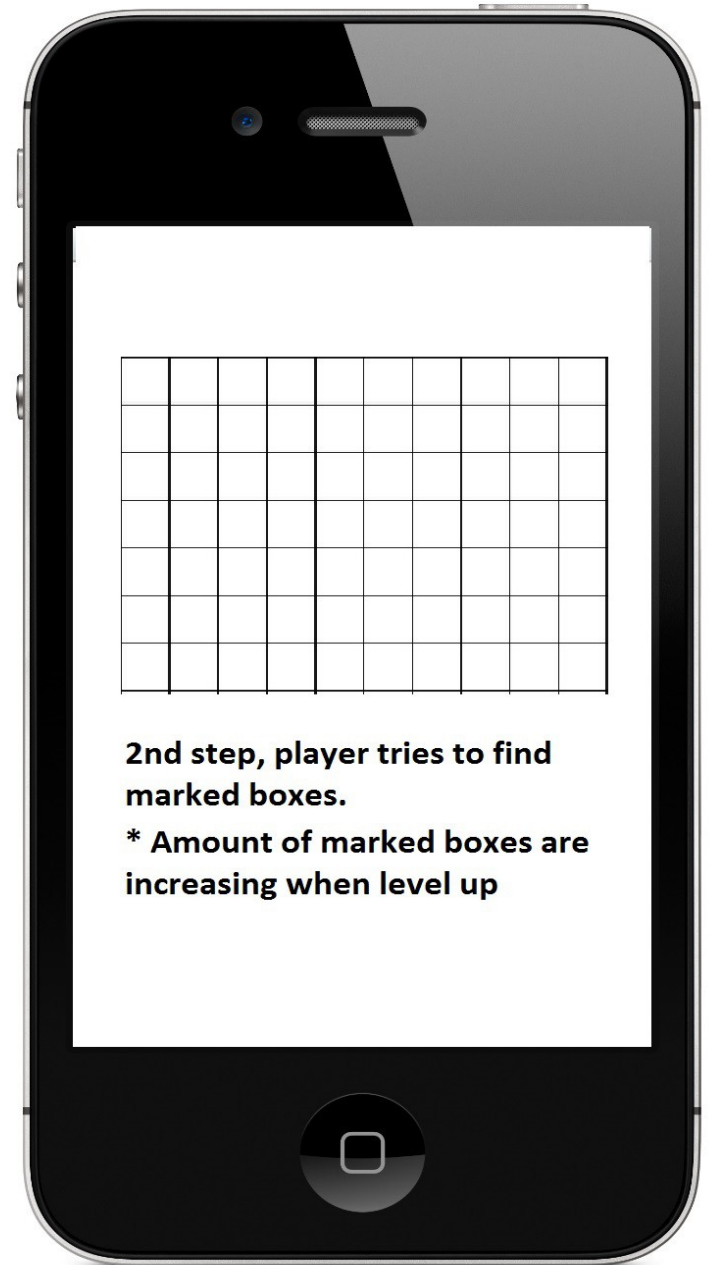 2nd step, player tries to find
marked boxes.
* Amount of marked boxes are
increasing when level up